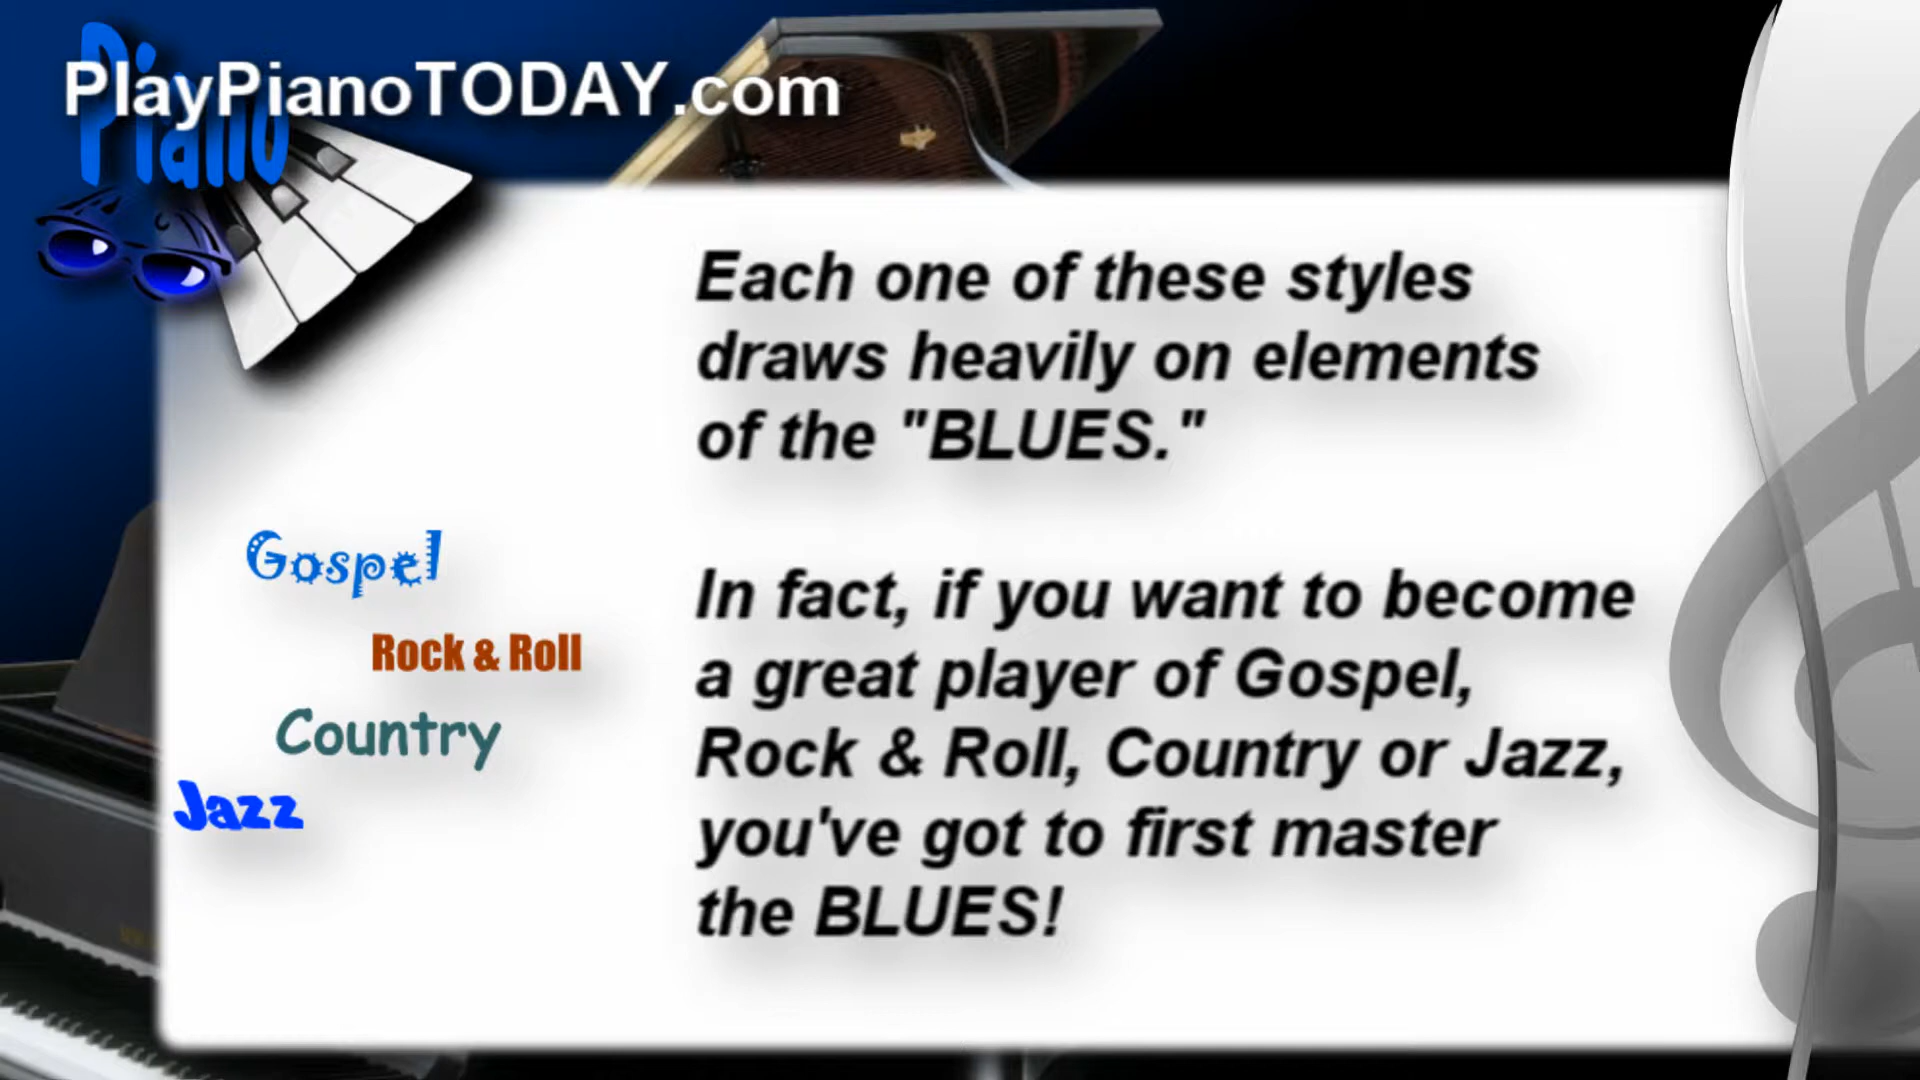 Piano
PlayPianoTODAY.com
Each one of these styles
draws heavily on elements
of the "BLUES."
Gospel
Rock & Roll
Country
Jazz
In fact, if you want to become
a great player of Gospel,
Rock & Roll, Country or Jazz,
you've got to first master
the BLUES!